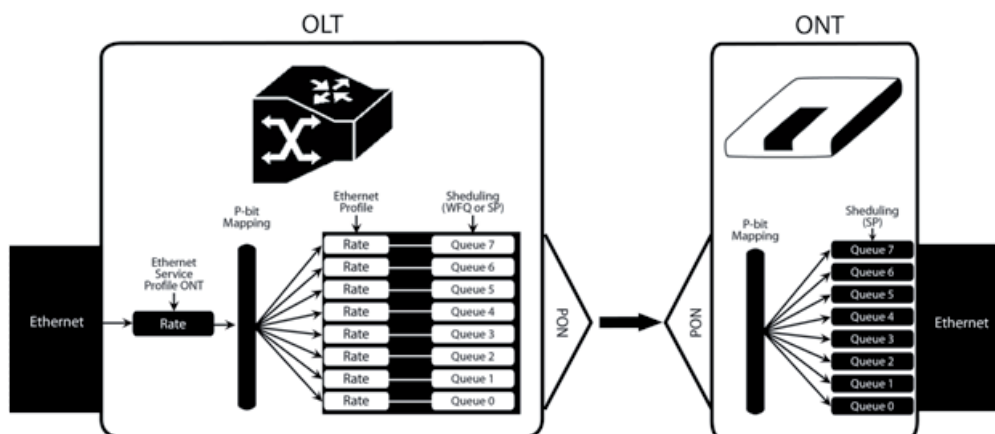 OLT
ONT
Ethernet
Profile
Sheduling
(WFQ or SP)
P-bit
Mapping
Ethernet
Service
Profile ONT
Ethernet
Rate
Rate
Queue 7
Rate
Queue 6
Rate
Queue 5
Rate
Queue 4
Rate
Queue 3
Rate
Queue 2
Rate
Queue 1
Rate
Queue 0
PON
PON
P-bit
Mapping
Sheduling
(SP)
Queue 7
Queue 6
Queue 5
Queue 4
Queue 3
Queue 2
Queue 1
Queue 0
Ethernet